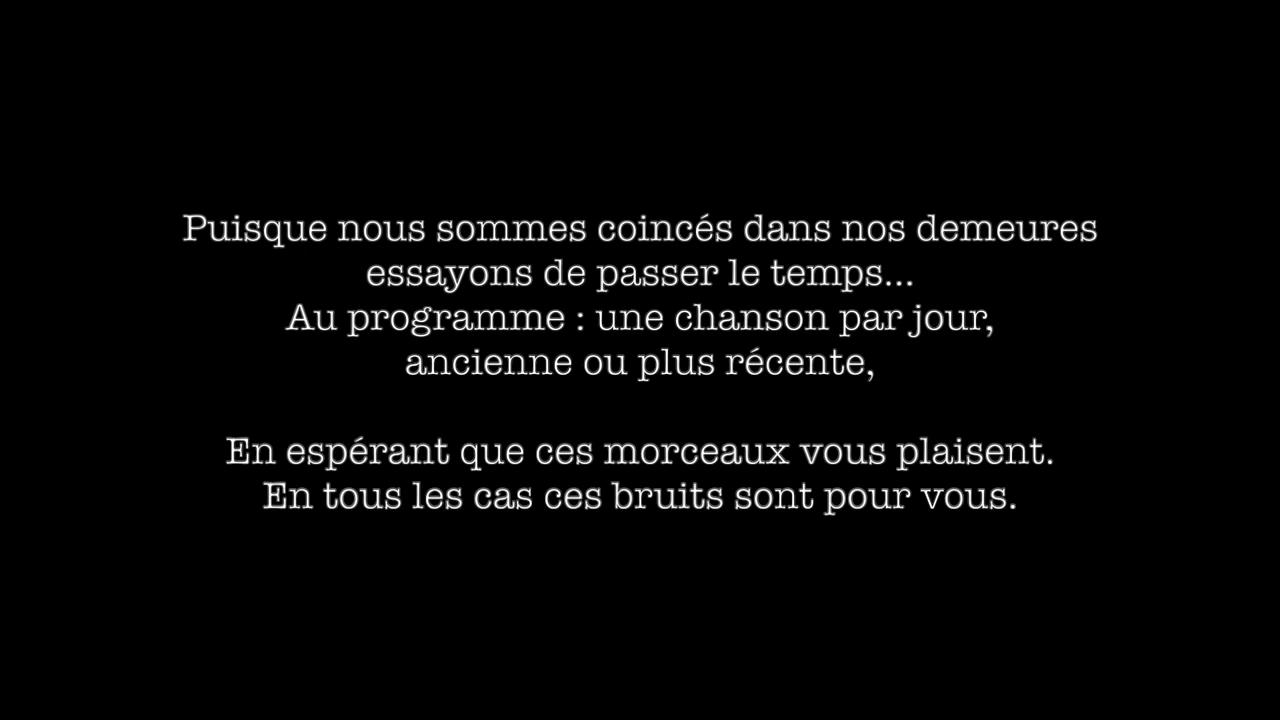 Puisque nous sommes coincés dans nos demeures
essayons de passer le temps...
Au programme : une chanson par jour,
ancienne ou plus récente,
En espérant que ces morceaux vous plaisent.
En tous les cas ces bruits sont pour vous.